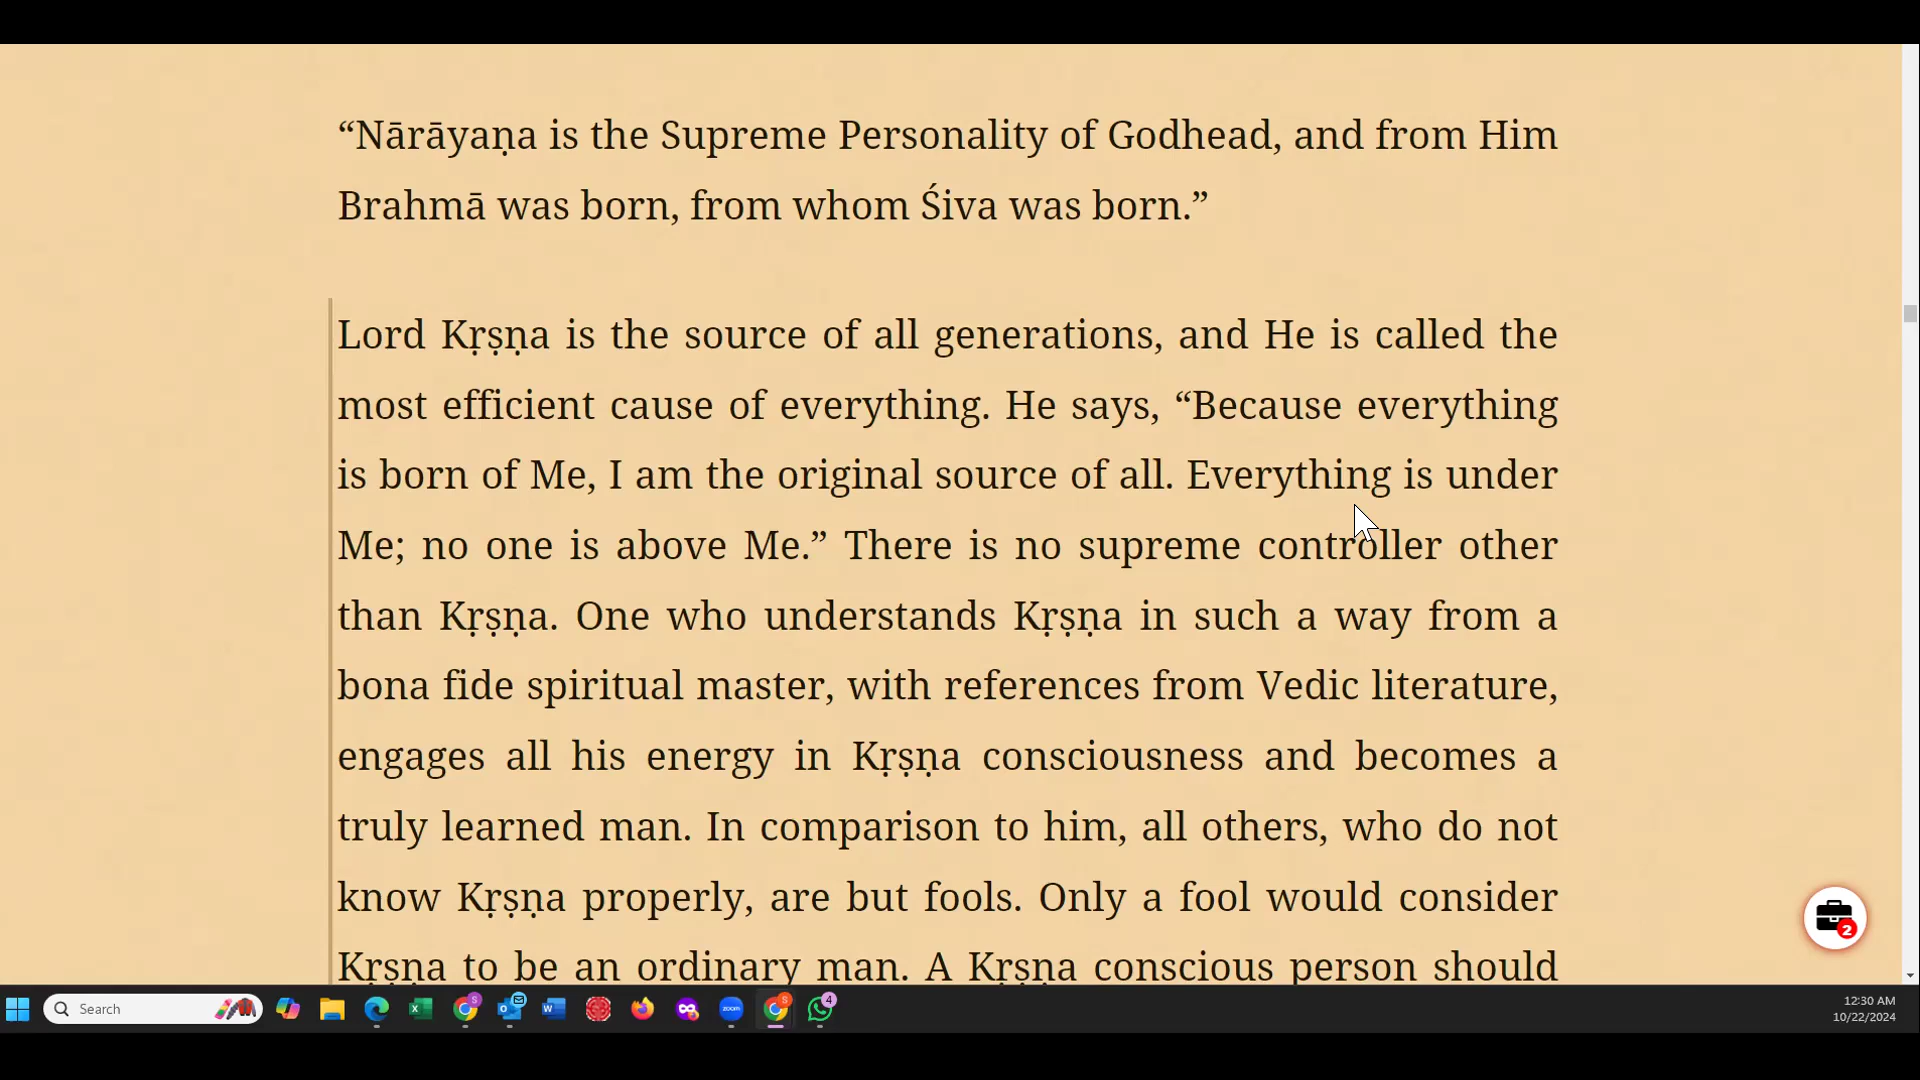 “Nārāyaṇa is the Supreme Personality of Godhead, and from Him
Brahmā was born, from whom Śiva was born.”
Lord Kṛṣṇa is the source of all generations, and He is called the
most efficient cause of everything. He says, “Because everything
is born of Me, I am the original source of all. Everything is under
Me; no one is above Me.” There is no supreme controller other
than Kṛṣṇa. One who understands Kṛṣṇa in such a way from a
bona fide spiritual master, with references from Vedic literature,
engages all his energy in Kṛṣṇa consciousness and becomes a
truly learned man. In comparison to him, all others, who do not
know Kṛṣṇa properly, are but fools. Only a fool would consider
Kṛṣṇa to be an ordinary man. A Kṛṣṇa conscious person should
2
Search
zoom
4
12:30 AM
10/22/2024